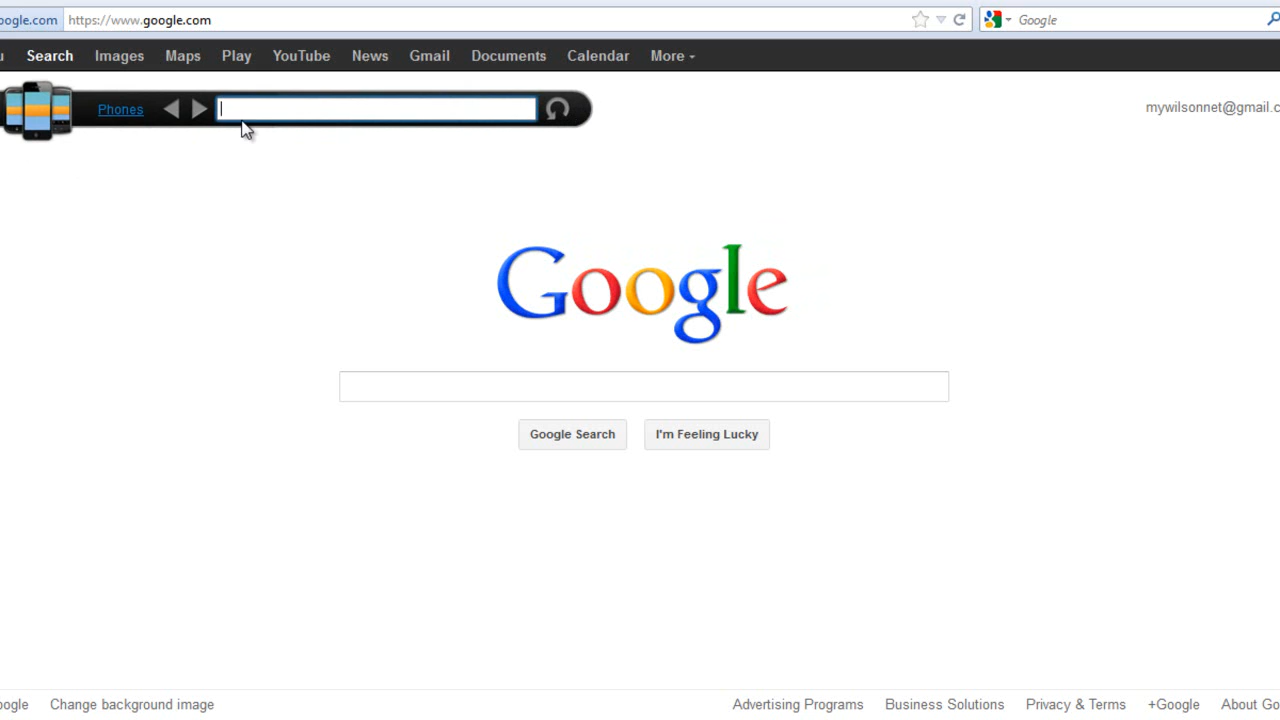 oogle.com https://www.google.com Google
u Search Images Maps Play YouTube News Gmail Documents Calendar More
Phones
mywilsonnet@gmail.c
Google
Google Search I'm Feeling Lucky
oogle Change background image Advertising Programs Business Solutions Privacy & Terms +Google About Go